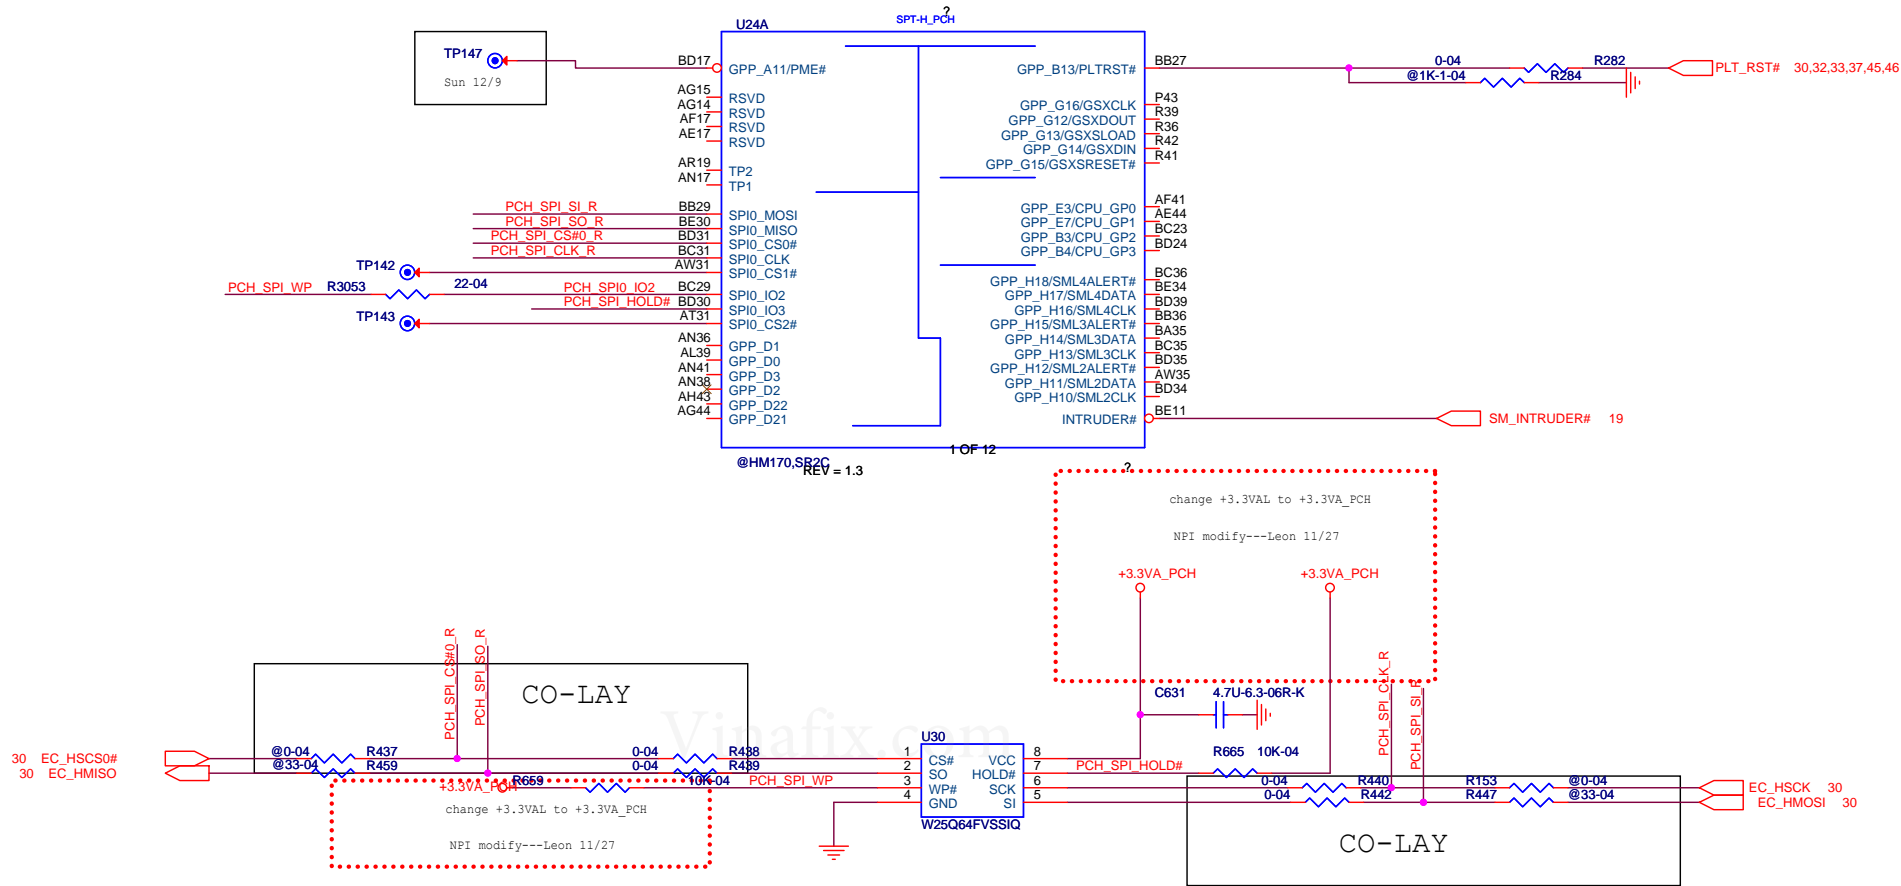 ?
SPT-H_PCH
U24A
TP147
Sun 12/9
BD17 GPP_A11/PME#
AG15 RSVD
AG14 RSVD
AF17 RSVD
AE17 RSVD
AR19 TP2
AN17 TP1
PCH_SPI_SI_R BB29 SPI0_MOSI
PCH_SPI_SO_R BE30 SPI0_MISO
PCH_SPI_CS#0_R BD31 SPI0_CS0#
PCH_SPI_CLK_R BC31 SPI0_CLK
TP142 AW31 SPI0_CS1#
PCH_SPI_WP R3053 22-04 PCH_SPI0_IO2 BC29 SPI0_IO2
PCH_SPI_HOLD# BD30 SPI0_IO3
TP143 AT31 SPI0_CS2#
AN36 GPP_D1
AL39 GPP_D0
AN41 GPP_D3
AN38 GPP_D2
AH43 GPP_D22
AG44 GPP_D21
GPP_B13/PLTRST# BB27 0-04 R282 PLT_RST# 30,32,33,37,45,46
@1K-1-04 R284
GPP_G16/GSXCLK P43
GPP_G12/GSXDOUT R39
GPP_G13/GSXSLOAD R36
GPP_G14/GSXDIN R42
GPP_G15/GSXSRESET# R41
GPP_E3/CPU_GP0 AF41
GPP_E7/CPU_GP1 AE44
GPP_B3/CPU_GP2 BC23
GPP_B4/CPU_GP3 BD24
GPP_H18/SML4ALERT# BC36
GPP_H17/SML4DATA BE34
GPP_H16/SML4CLK BD39
GPP_H15/SML3ALERT# BB36
GPP_H14/SML3DATA BA35
GPP_H13/SML3CLK BC35
GPP_H12/SML2ALERT# BD35
GPP_H11/SML2DATA AW35
GPP_H10/SML2CLK BD34
INTRUDER# BE11 SM_INTRUDER# 19
1 OF 12
@HM170,SR2C
REV = 1.3
?
change +3.3VAL to +3.3VA_PCH
NPI modify---Leon 11/27
+3.3VA_PCH +3.3VA_PCH
PCH_SPI_CS#0_R
PCH_SPI_SO_R
CO-LAY
PCH_SPI_CLK_R
PCH_SPI_SI_R
C631 4.7U-6.3-06R-K
Vinafix.com
U30
30 EC_HSCS0# @0-04 R437 0-04 R438 1 CS#
30 EC_HMISO @33-04 R459 0-04 R439 2 SO
+3.3VA_PCH R659 10K-04 PCH_SPI_WP 3 WP#
4 GND
VCC 8
HOLD# 7 PCH_SPI_HOLD# R665 10K-04
SCK 6 0-04 R440 R153 @0-04 EC_HSCK 30
SI 5 0-04 R442 R447 @33-04 EC_HMOSI 30
W25Q64FVSSIQ
change +3.3VAL to +3.3VA_PCH
NPI modify---Leon 11/27
CO-LAY